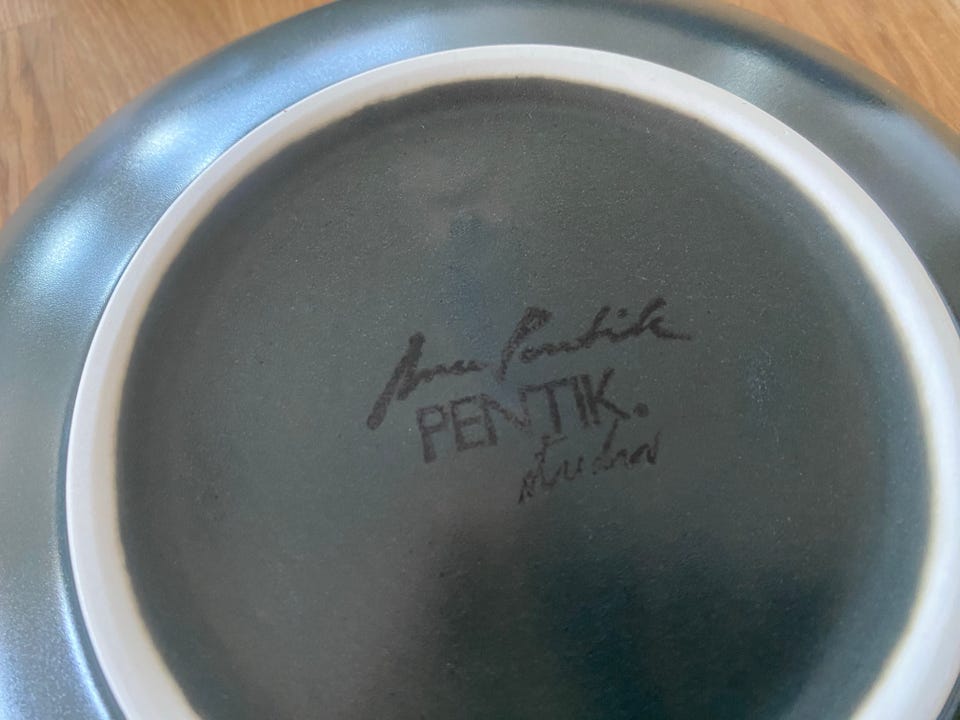 Anu Pentik
PENTIK.
studio